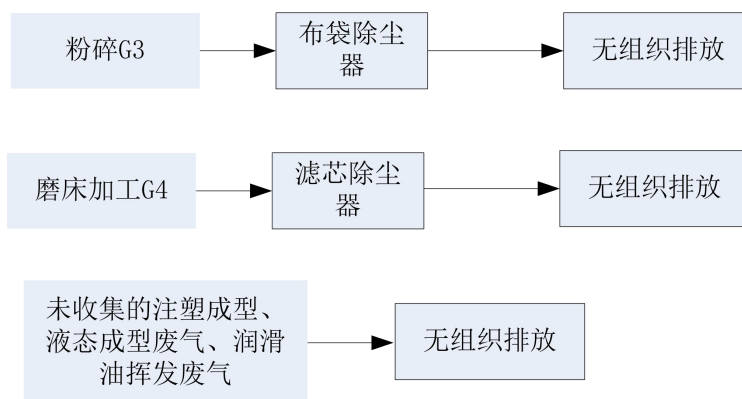 粉碎G3
布袋除尘
器
无组织排放
磨床加工G4
滤芯除尘
器
无组织排放
未收集的注塑成型、
液态成型废气、润滑
油挥发废气
无组织排放